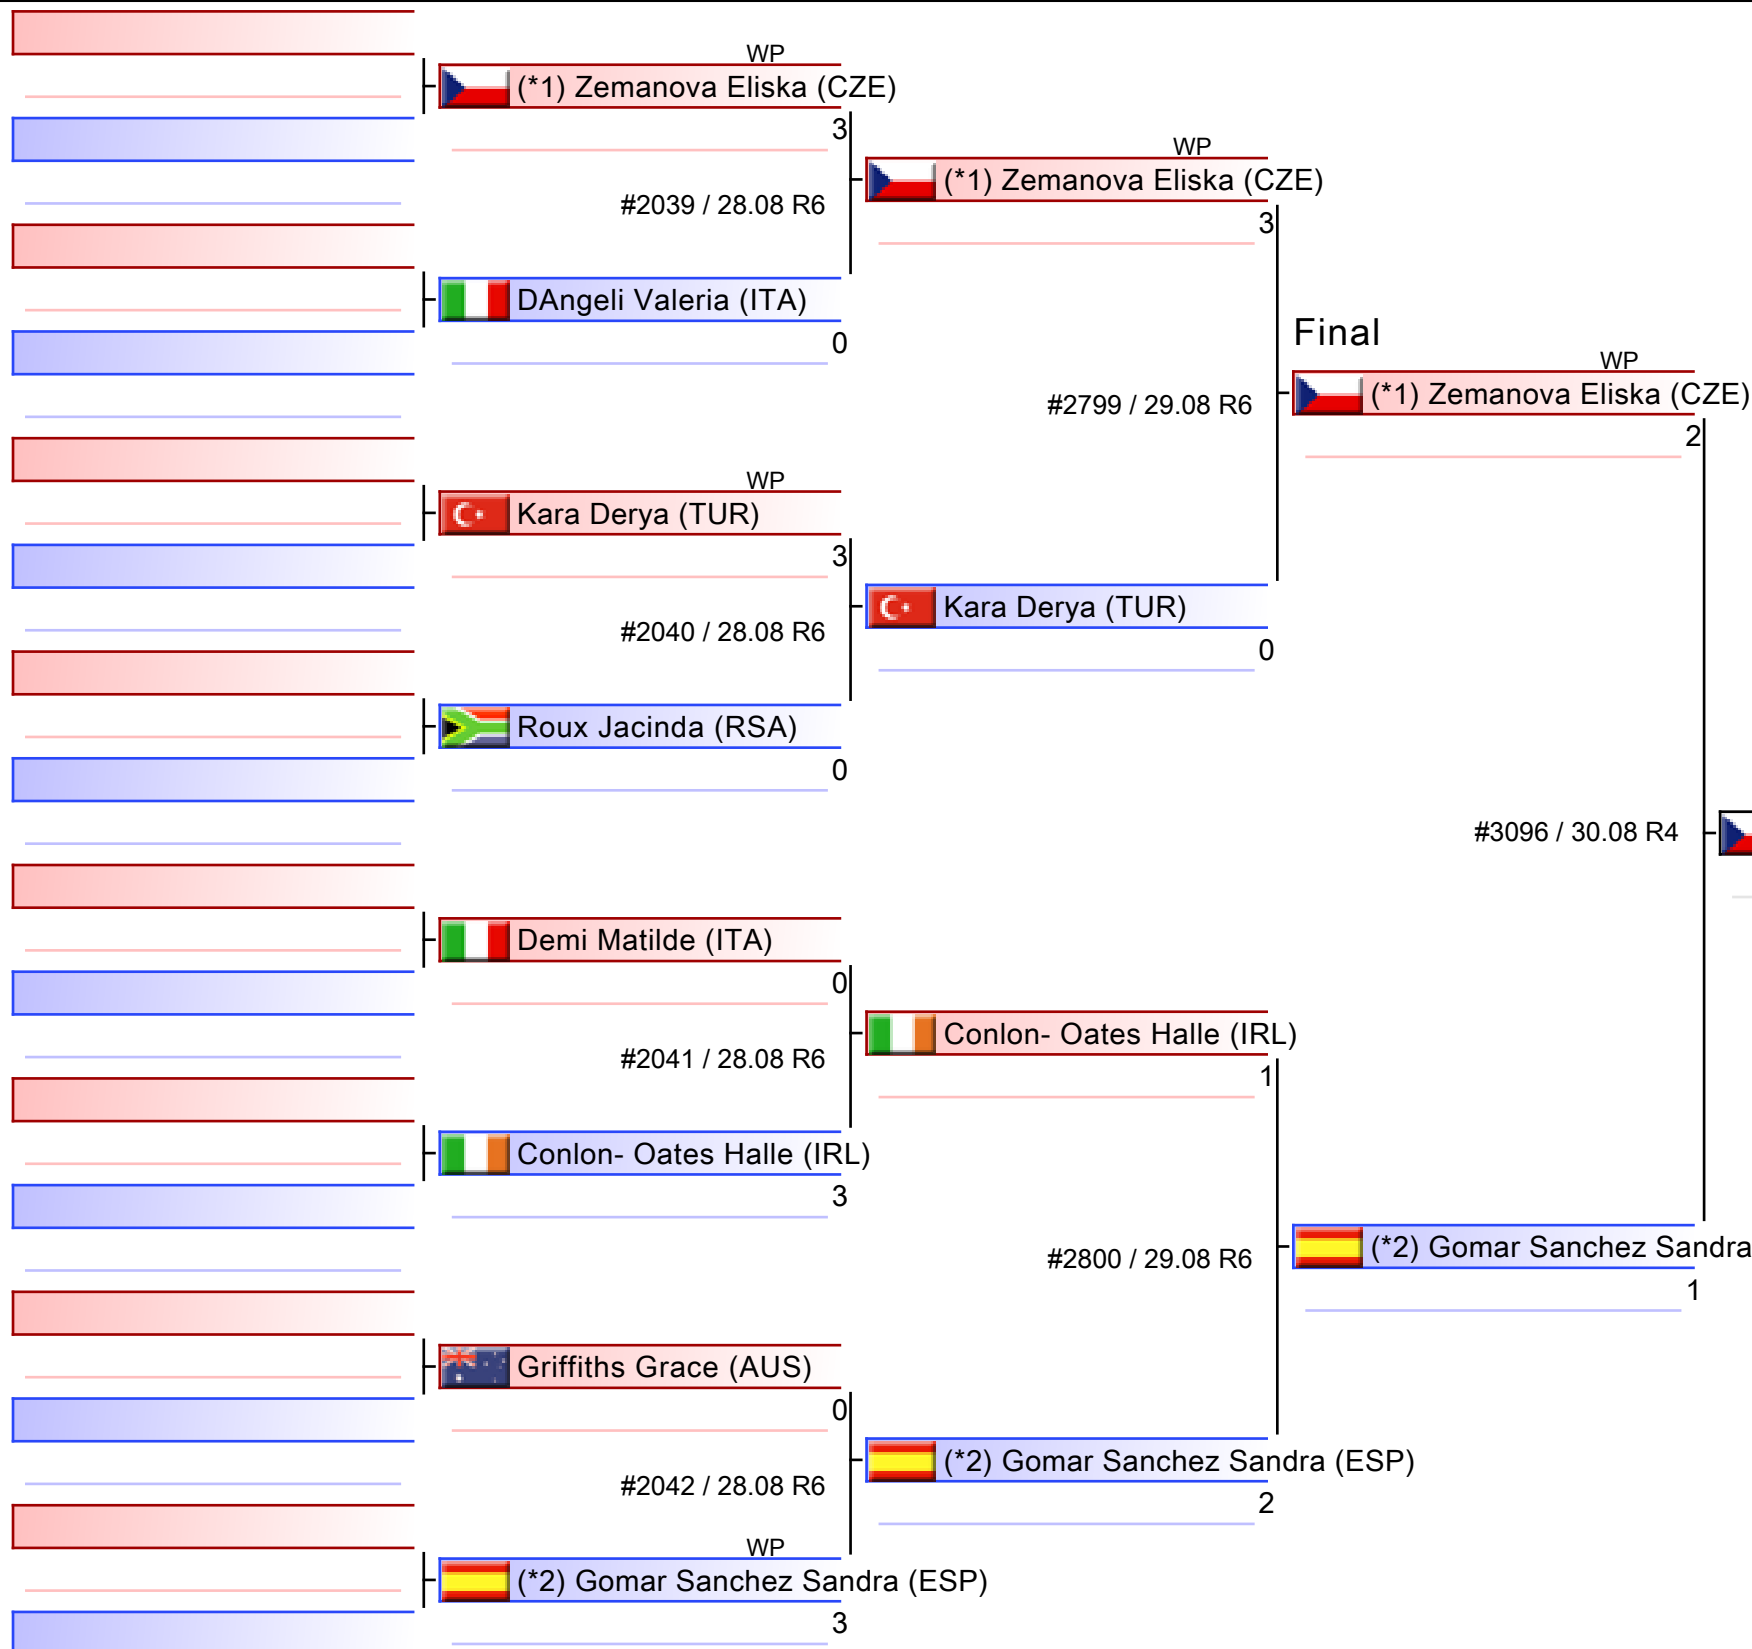 WP
(*1) Zemanova Eliska (CZE)
3
#2039 / 28.08 R6
DAngeli Valeria (ITA)
0
WP
Kara Derya (TUR)
3
#2040 / 28.08 R6
Roux Jacinda (RSA)
0
Demi Matilde (ITA)
0
#2041 / 28.08 R6
Conlon- Oates Halle (IRL)
3
Griffiths Grace (AUS)
0
#2042 / 28.08 R6
WP
(*2) Gomar Sanchez Sandra (ESP)
3
WP
(*1) Zemanova Eliska (CZE)
3
#2799 / 29.08 R6
Kara Derya (TUR)
0
Conlon- Oates Halle (IRL)
1
#2800 / 29.08 R6
(*2) Gomar Sanchez Sandra (ESP)
2
Final
WP
(*1) Zemanova Eliska (CZE)
2
#3096 / 30.08 R4
(*2) Gomar Sanchez Sandra
1